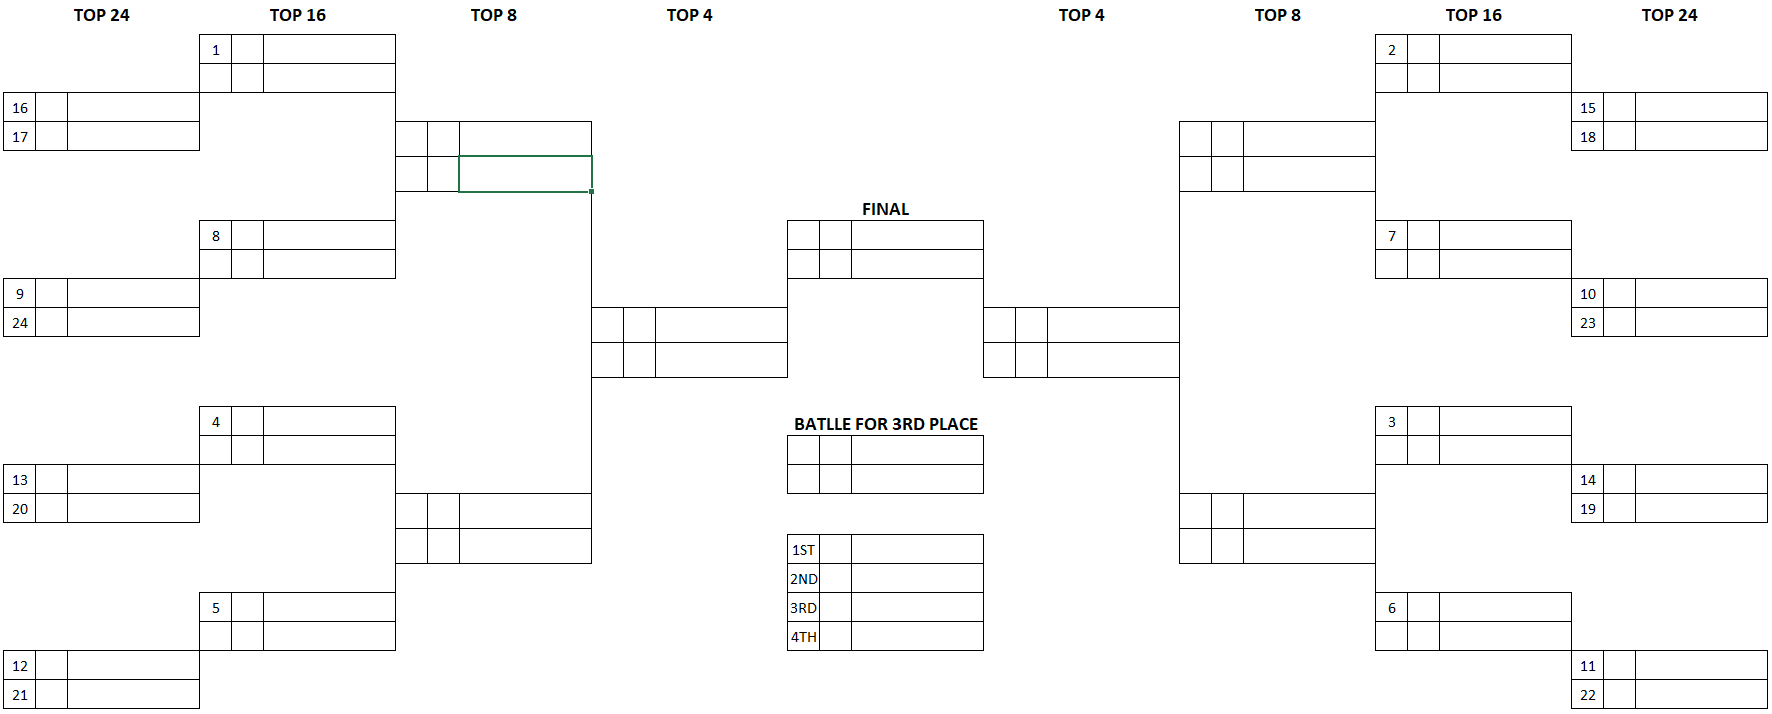 TOP 24 TOP 16 TOP 8 TOP 4 TOP 4 TOP 8 TOP 16 TOP 24
1 2
16 15
17 18
FINAL
8 7
9 10
24 23
4 BATLLE FOR 3RD PLACE 3
13 14
20 19
1ST
2ND
5 3RD 6
4TH
12 11
21 22